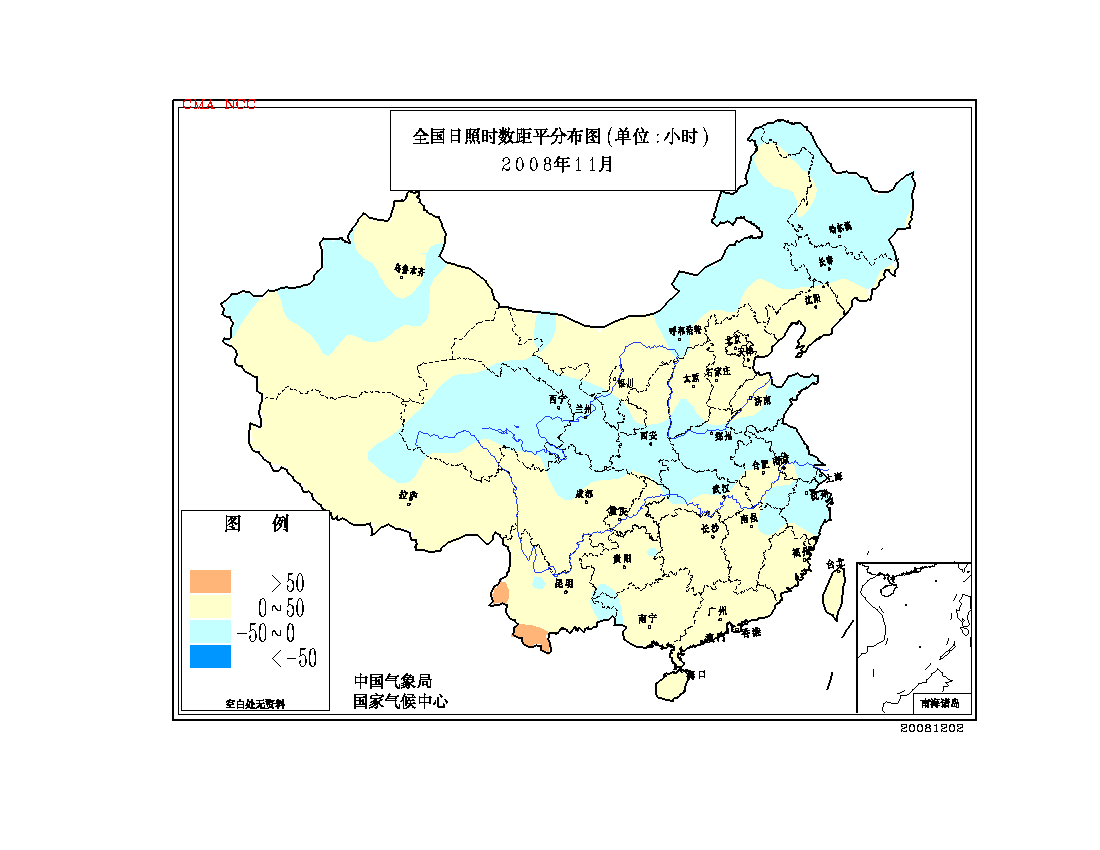 CMA NCC
全国日照时数距平分布图(单位:小时)
2008年11月
哈尔滨
长春
乌鲁木齐
沈阳
呼和浩特
北京
天津
银川
太原
石家庄
西宁
济南
兰州
西安
郑州
合肥
南京
上海
拉萨
成都
武汉
杭州
重庆
长沙
南昌
贵阳
福州
台北
昆明
南宁
广州
澳门
香港
海口
图 例
>50
0~50
-50~0
<-50
空白处无资料
中国气象局
国家气候中心
南海诸岛
20081202